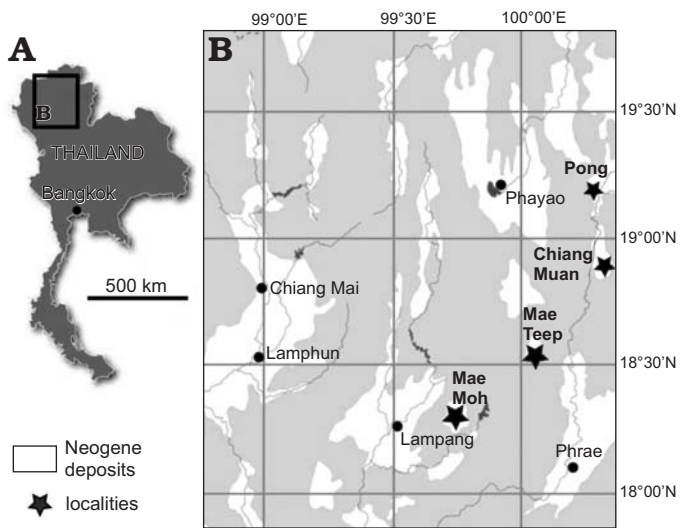 A
B
THAILAND
Bangkok
500 km
Neogene
deposits
localities
B
99°00'E
99°30'E
100°00'E
19°30'N
19°00'N
18°30'N
18°00'N
Pong
Phayao
Chiang
Muan
Chiang Mai
Mae
Teep
Lamphun
Mae
Moh
Lampang
Phrae